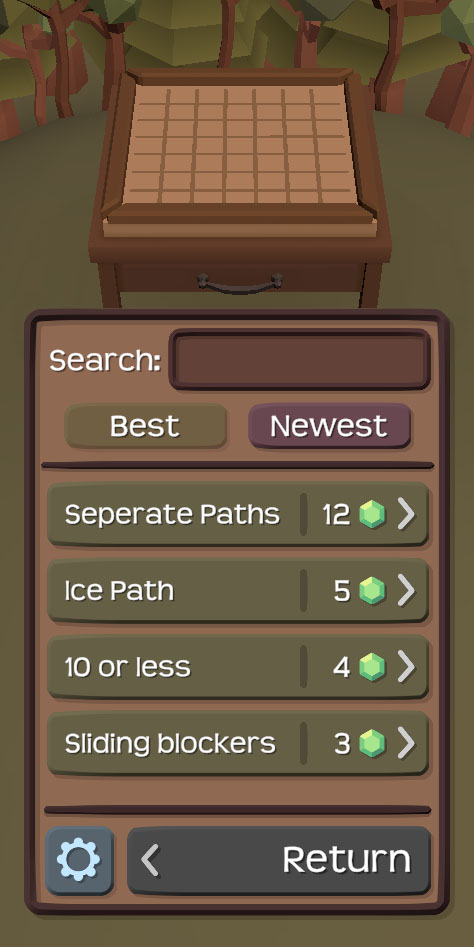 Search:
Best
Newest
Seperate Paths 12
Ice Path 5
10 or less 4
Sliding blockers 3
Return